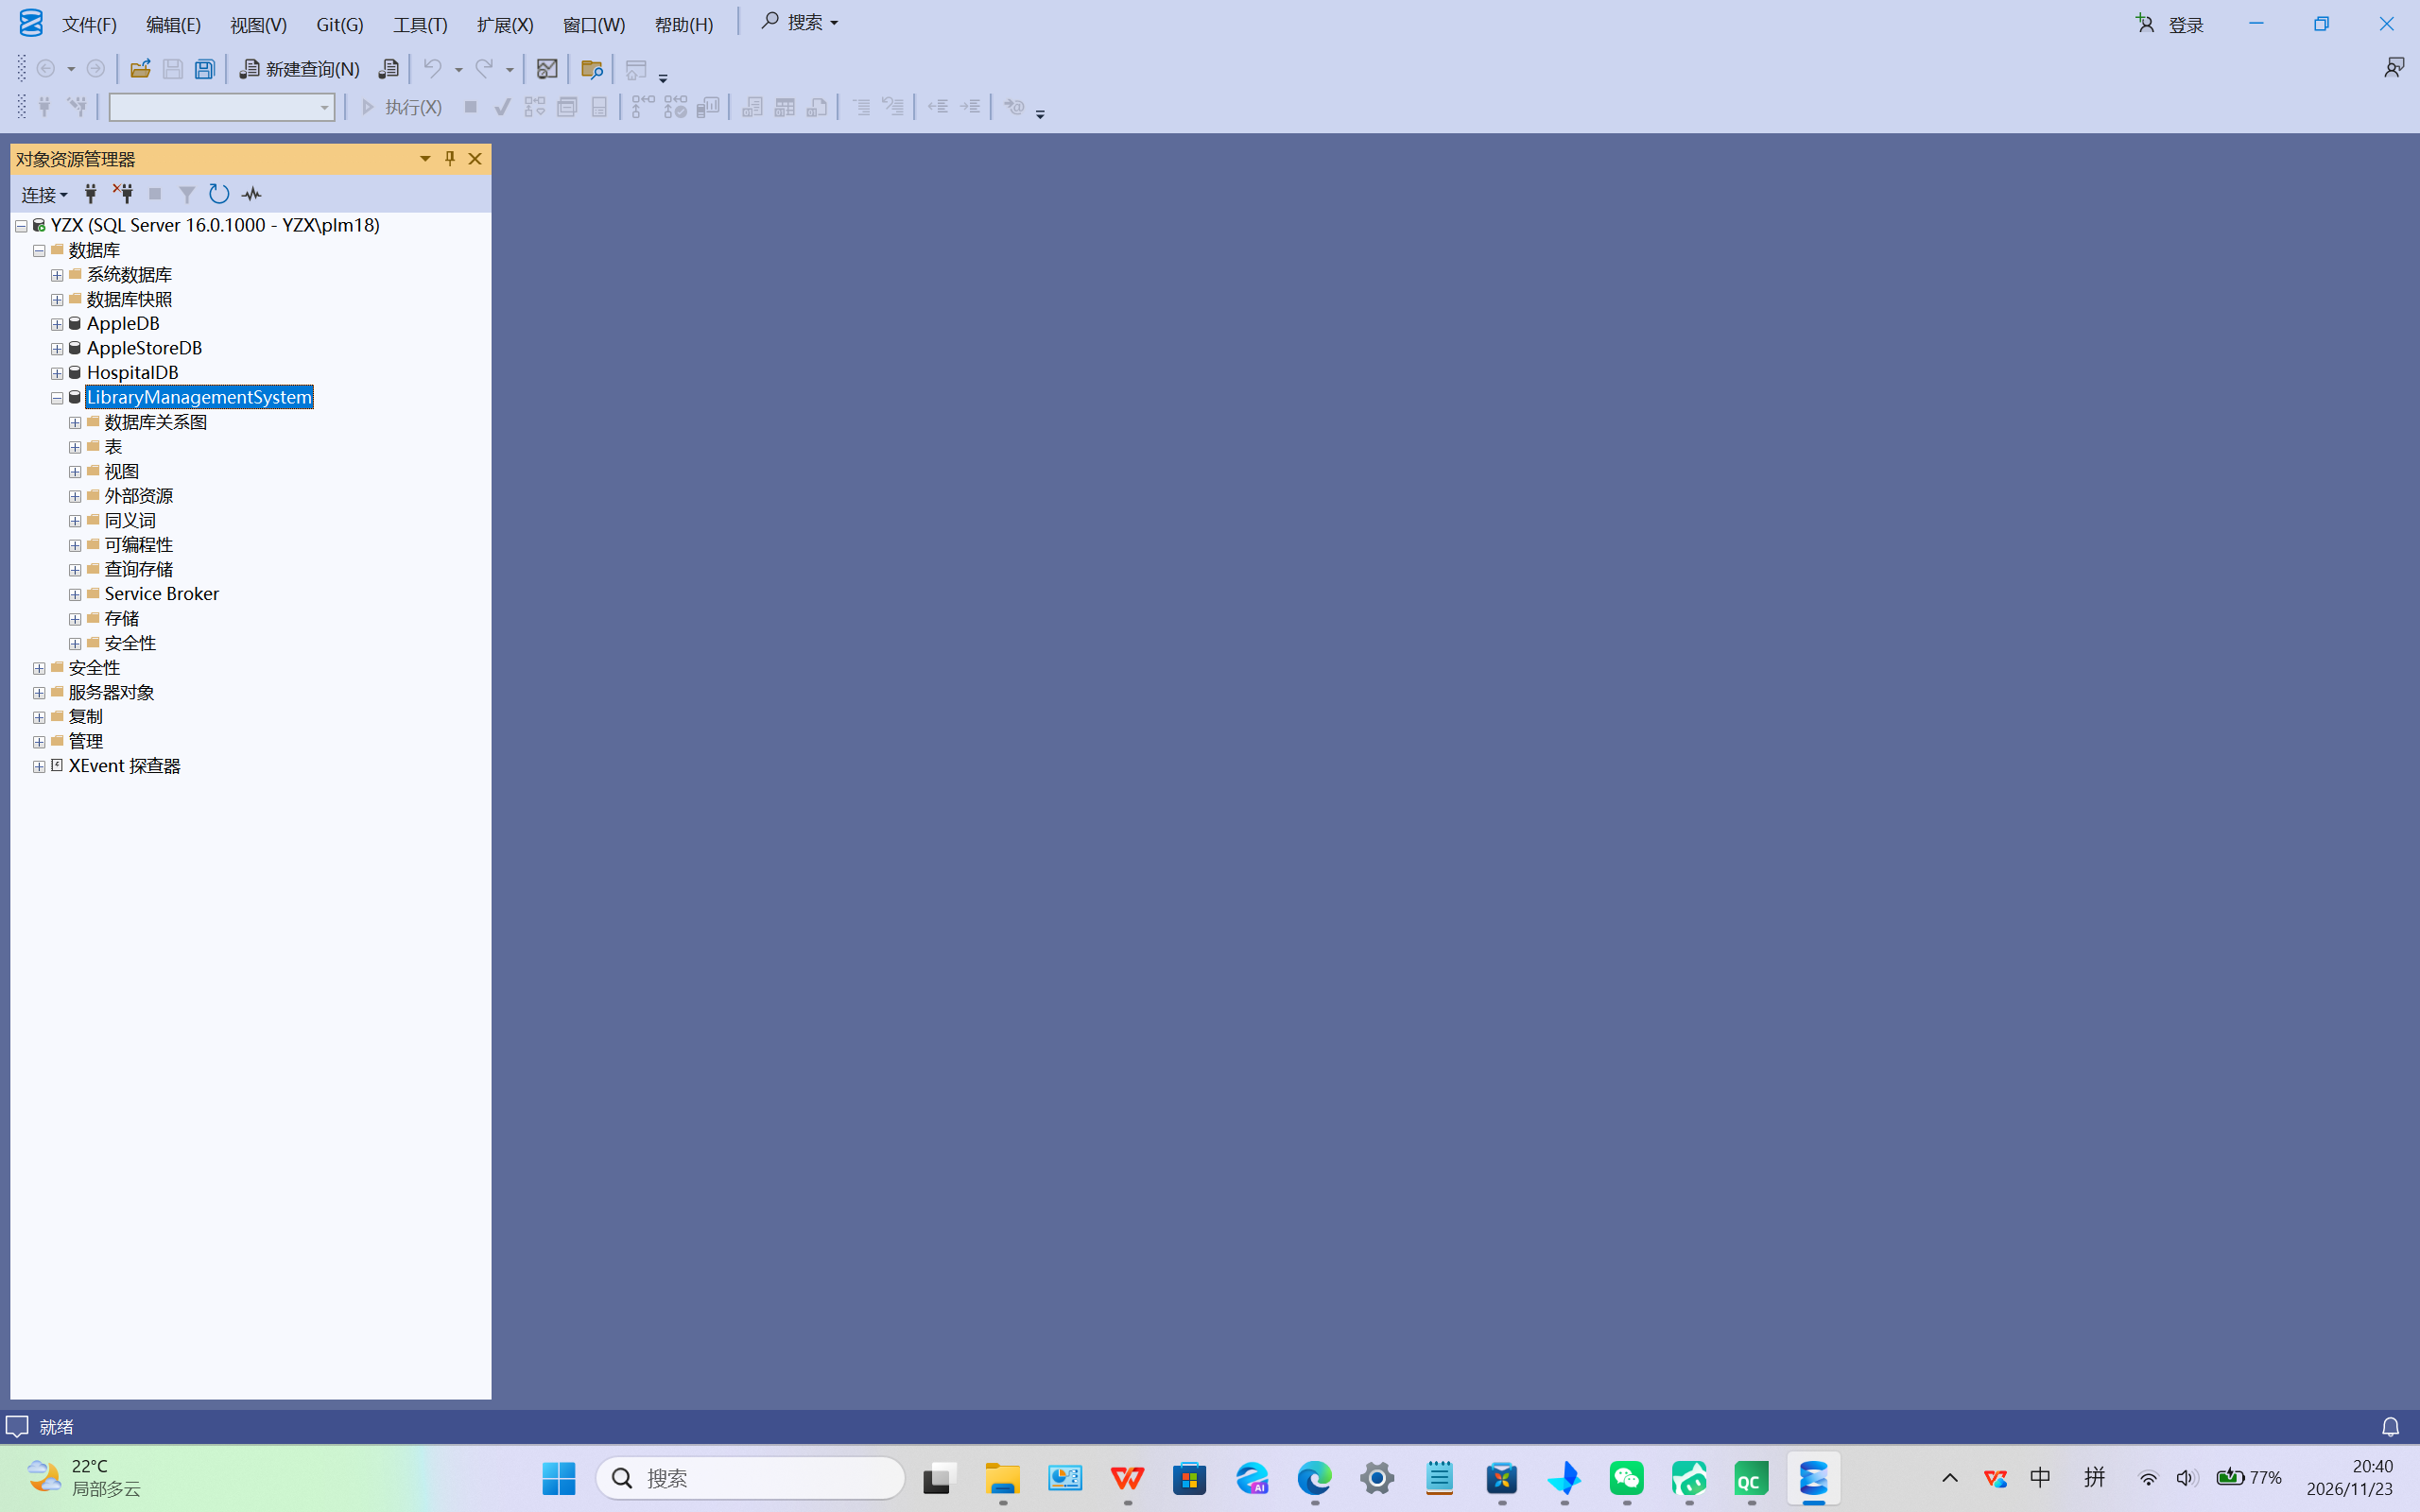 文件(F) 编辑(E) 视图(V) Git(G) 工具(T) 扩展(X) 窗口(W) 帮助(H) 搜索 登录
新建查询(N)
执行(X)
对象资源管理器
连接
YZX (SQL Server 16.0.1000 - YZX\plm18)
数据库
系统数据库
数据库快照
AppleDB
AppleStoreDB
HospitalDB
LibraryManagementSystem
数据库关系图
表
视图
外部资源
同义词
可编程性
查询存储
Service Broker
存储
安全性
安全性
服务器对象
复制
管理
XEvent 探查器
就绪
22°C
局部多云
搜索
AI
QC
中 拼 77%
20:40
2026/11/23